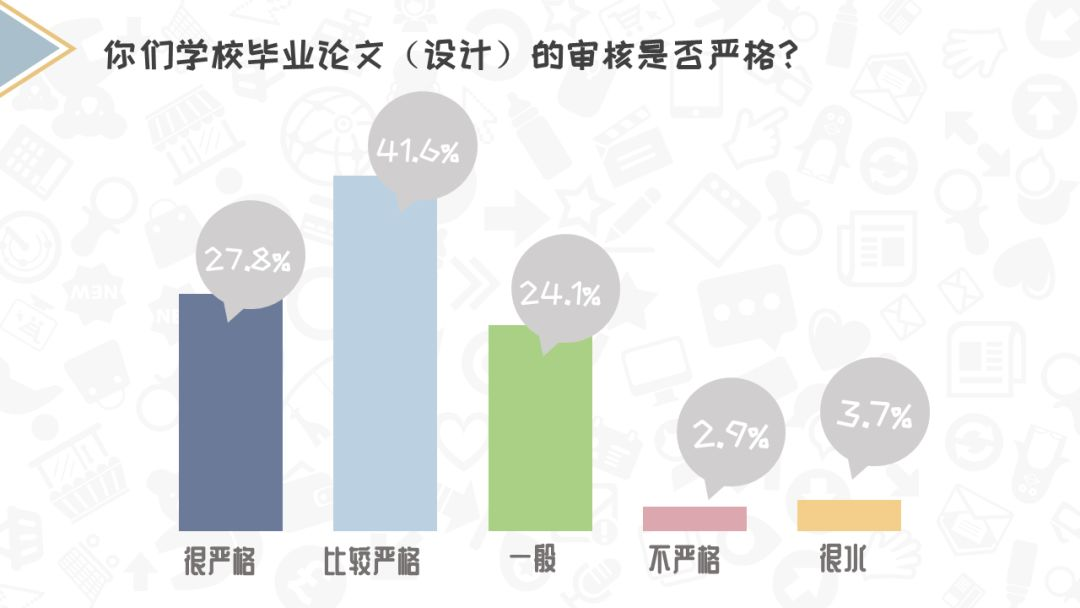 你们学校毕业论文（设计）的审核是否严格？
41.6%
27.8%
24.1%
2.9%
3.7%
NEW
很严格
比较严格
一般
不严格
很水